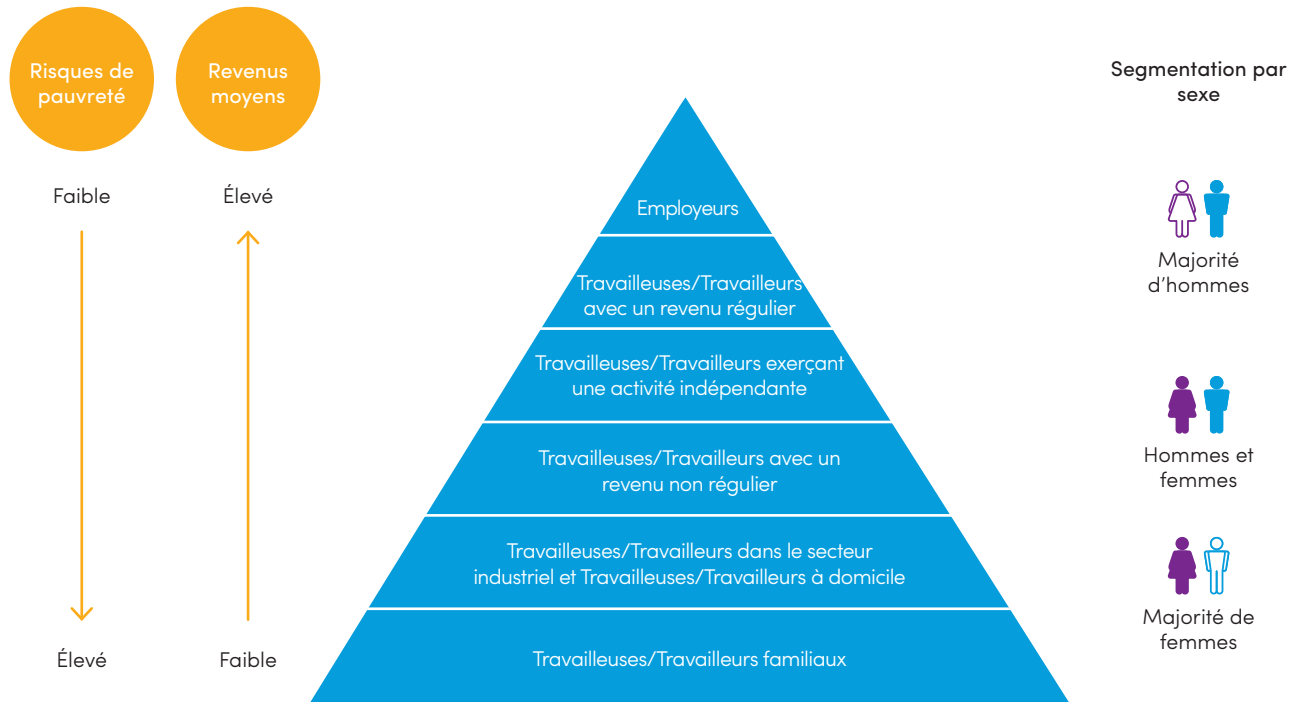 Risques de
pauvreté
Revenus
moyens
Segmentation par
sexe
Faible
Élevé
Employeurs
Majorité
d’hommes
Travailleuses/Travailleurs
avec un revenu régulier
Travailleuses/Travailleurs exerçant
une activité indépendante
Hommes et
femmes
Travailleuses/Travailleurs avec un
revenu non régulier
Travailleuses/Travailleurs dans le secteur
industriel et Travailleuses/Travailleurs à domicile
Majorité de
femmes
Élevé
Faible
Travailleuses/Travailleurs familiaux